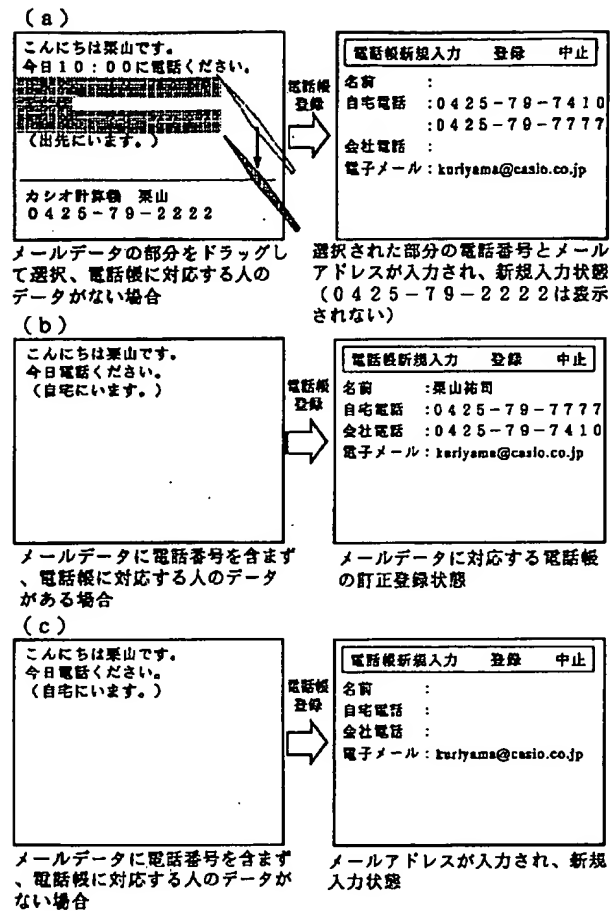 (a)
こんにちは栗山です。
今日10:00に電話ください。
(出先にいます。)
カシオ計算機 栗山
0425-79-2222
電話帳
登録
電話帳新規入力 登録 中止
名前 :
自宅電話 :0425-79-7410
:0425-79-7777
会社電話 :
電子メール:kuriyama@casio.co.jp
メールデータの部分をドラッグし
て選択、電話帳に対応する人の
データがない場合
選択された部分の電話番号とメール
アドレスが入力され、新規入力状態
(0425-79-2222は表示
されない)
(b)
こんにちは栗山です。
今日電話ください。
(自宅にいます。)
電話帳
登録
電話帳新規入力 登録 中止
名前 :栗山祐司
自宅電話 :0425-79-7777
会社電話 :0425-79-7410
電子メール:kuriyama@casio.co.jp
メールデータに電話番号を含まず
、電話帳に対応する人のデータ
がある場合
メールデータに対応する電話帳
の訂正登録状態
(c)
こんにちは栗山です。
今日電話ください。
(自宅にいます。)
電話帳
登録
電話帳新規入力 登録 中止
名前 :
自宅電話 :
会社電話 :
電子メール:kuriyama@casio.co.jp
メールデータに電話番号を含まず
、電話帳に対応する人のデータが
ない場合
メールアドレスが入力され、新規
入力状態